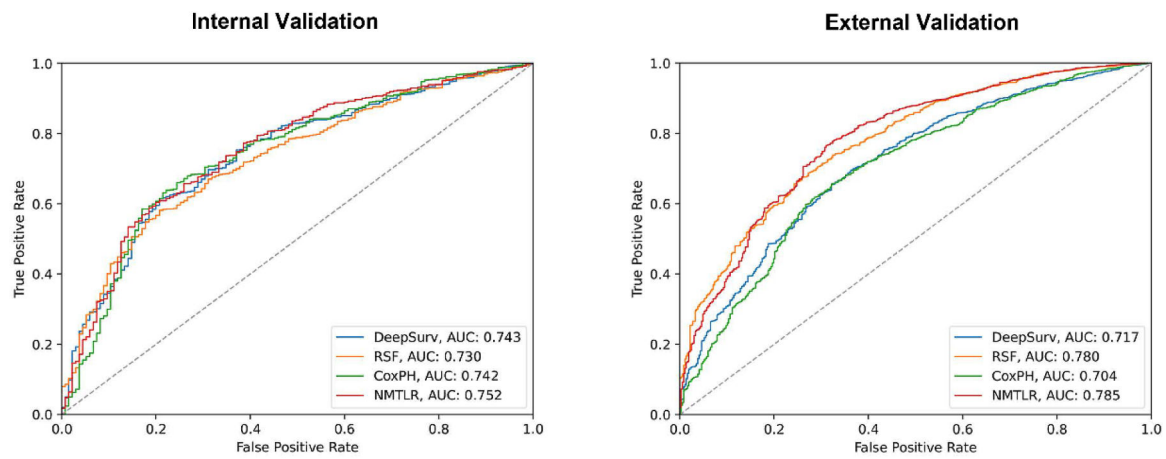 Internal Validation
1.0
0.8
0.6
0.4
0.2
0.0
True Positive Rate
DeepSurv, AUC: 0.743
RSF, AUC: 0.730
CoxPH, AUC: 0.742
NMTLR, AUC: 0.752
0.0 0.2 0.4 0.6 0.8 1.0
False Positive Rate
External Validation
1.0
0.8
0.6
0.4
0.2
0.0
True Positive Rate
DeepSurv, AUC: 0.717
RSF, AUC: 0.780
CoxPH, AUC: 0.704
NMTLR, AUC: 0.785
0.0 0.2 0.4 0.6 0.8 1.0
False Positive Rate